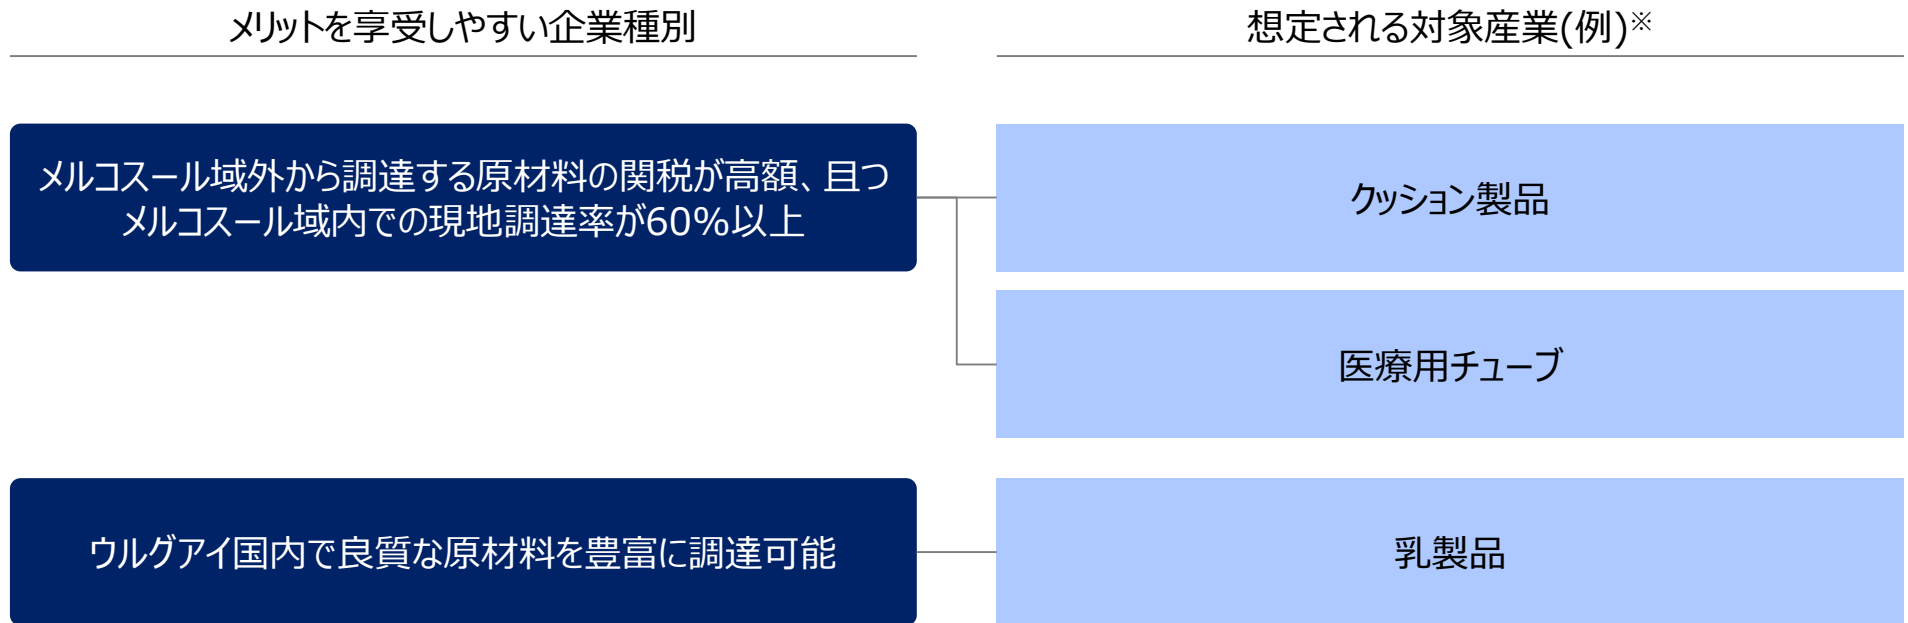 メリットを享受しやすい企業種別
想定される対象産業(例)※
メルコスール域外から調達する原材料の関税が高額、且つ
メルコスール域内での現地調達率が60%以上
クッション製品
医療用チューブ
ウルグアイ国内で良質な原材料を豊富に調達可能
乳製品